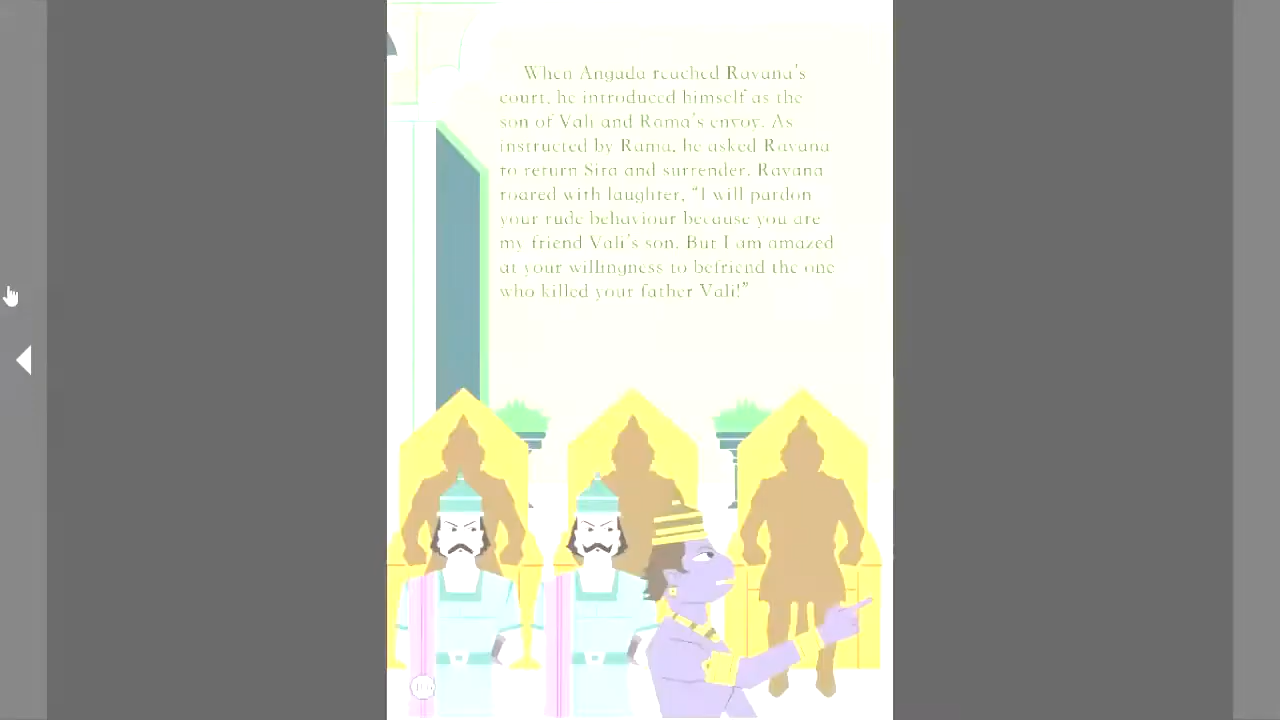 When Angada reached Ravana's
court, he introduced himself as the
son of Vali and Rama's envoy. As
instructed by Rama, he asked Ravana
to return Sita and surrender. Ravana
roared with laughter, "I will pardon
your rude behaviour because you are
my friend Vali's son. But I am amazed
at your willingness to befriend the one
who killed your father Vali!"